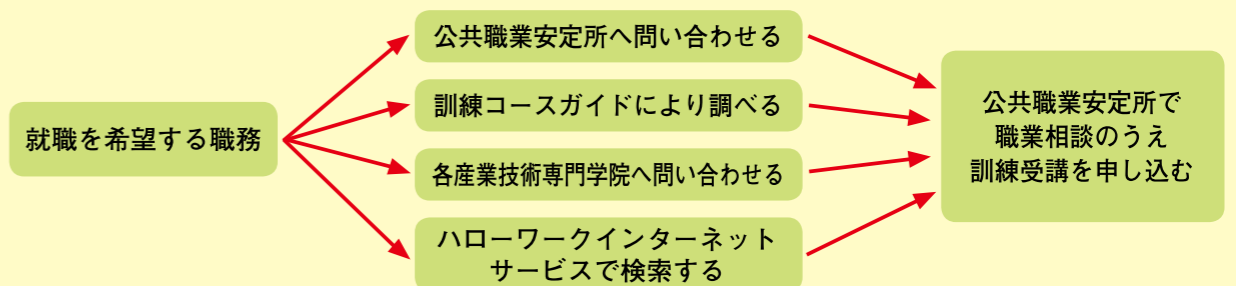 就職を希望する職務
公共職業安定所へ問い合わせる
訓練コースガイドにより調べる
各産業技術専門学院へ問い合わせる
ハローワークインターネット
サービスで検索する
公共職業安定所で
職業相談のうえ
訓練受講を申し込む